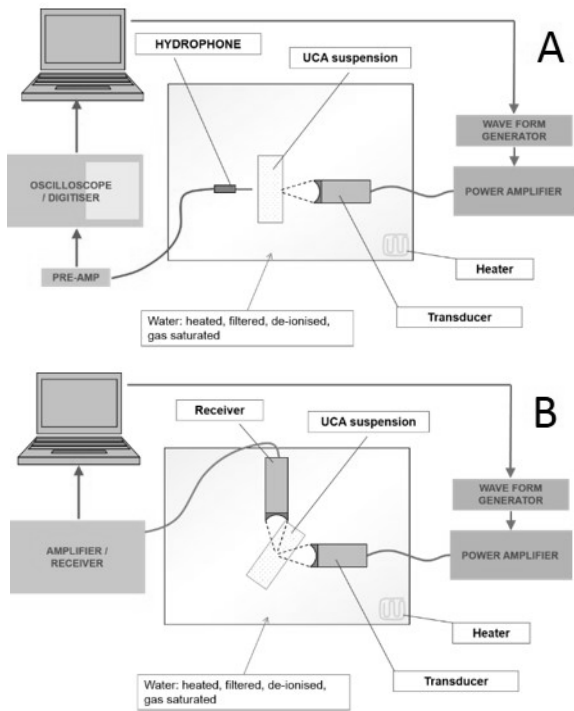 A
HYDROPHONE
UCA suspension
WAVE FORM
GENERATOR
OSCILLOSCOPE
/ DIGITISER
POWER AMPLIFIER
PRE-AMP
Heater
Water: heated, filtered, de-ionised,
gas saturated
Transducer
B
Receiver
UCA suspension
WAVE FORM
GENERATOR
AMPLIFIER /
RECEIVER
POWER AMPLIFIER
Heater
Water: heated, filtered, de-ionised,
gas saturated
Transducer